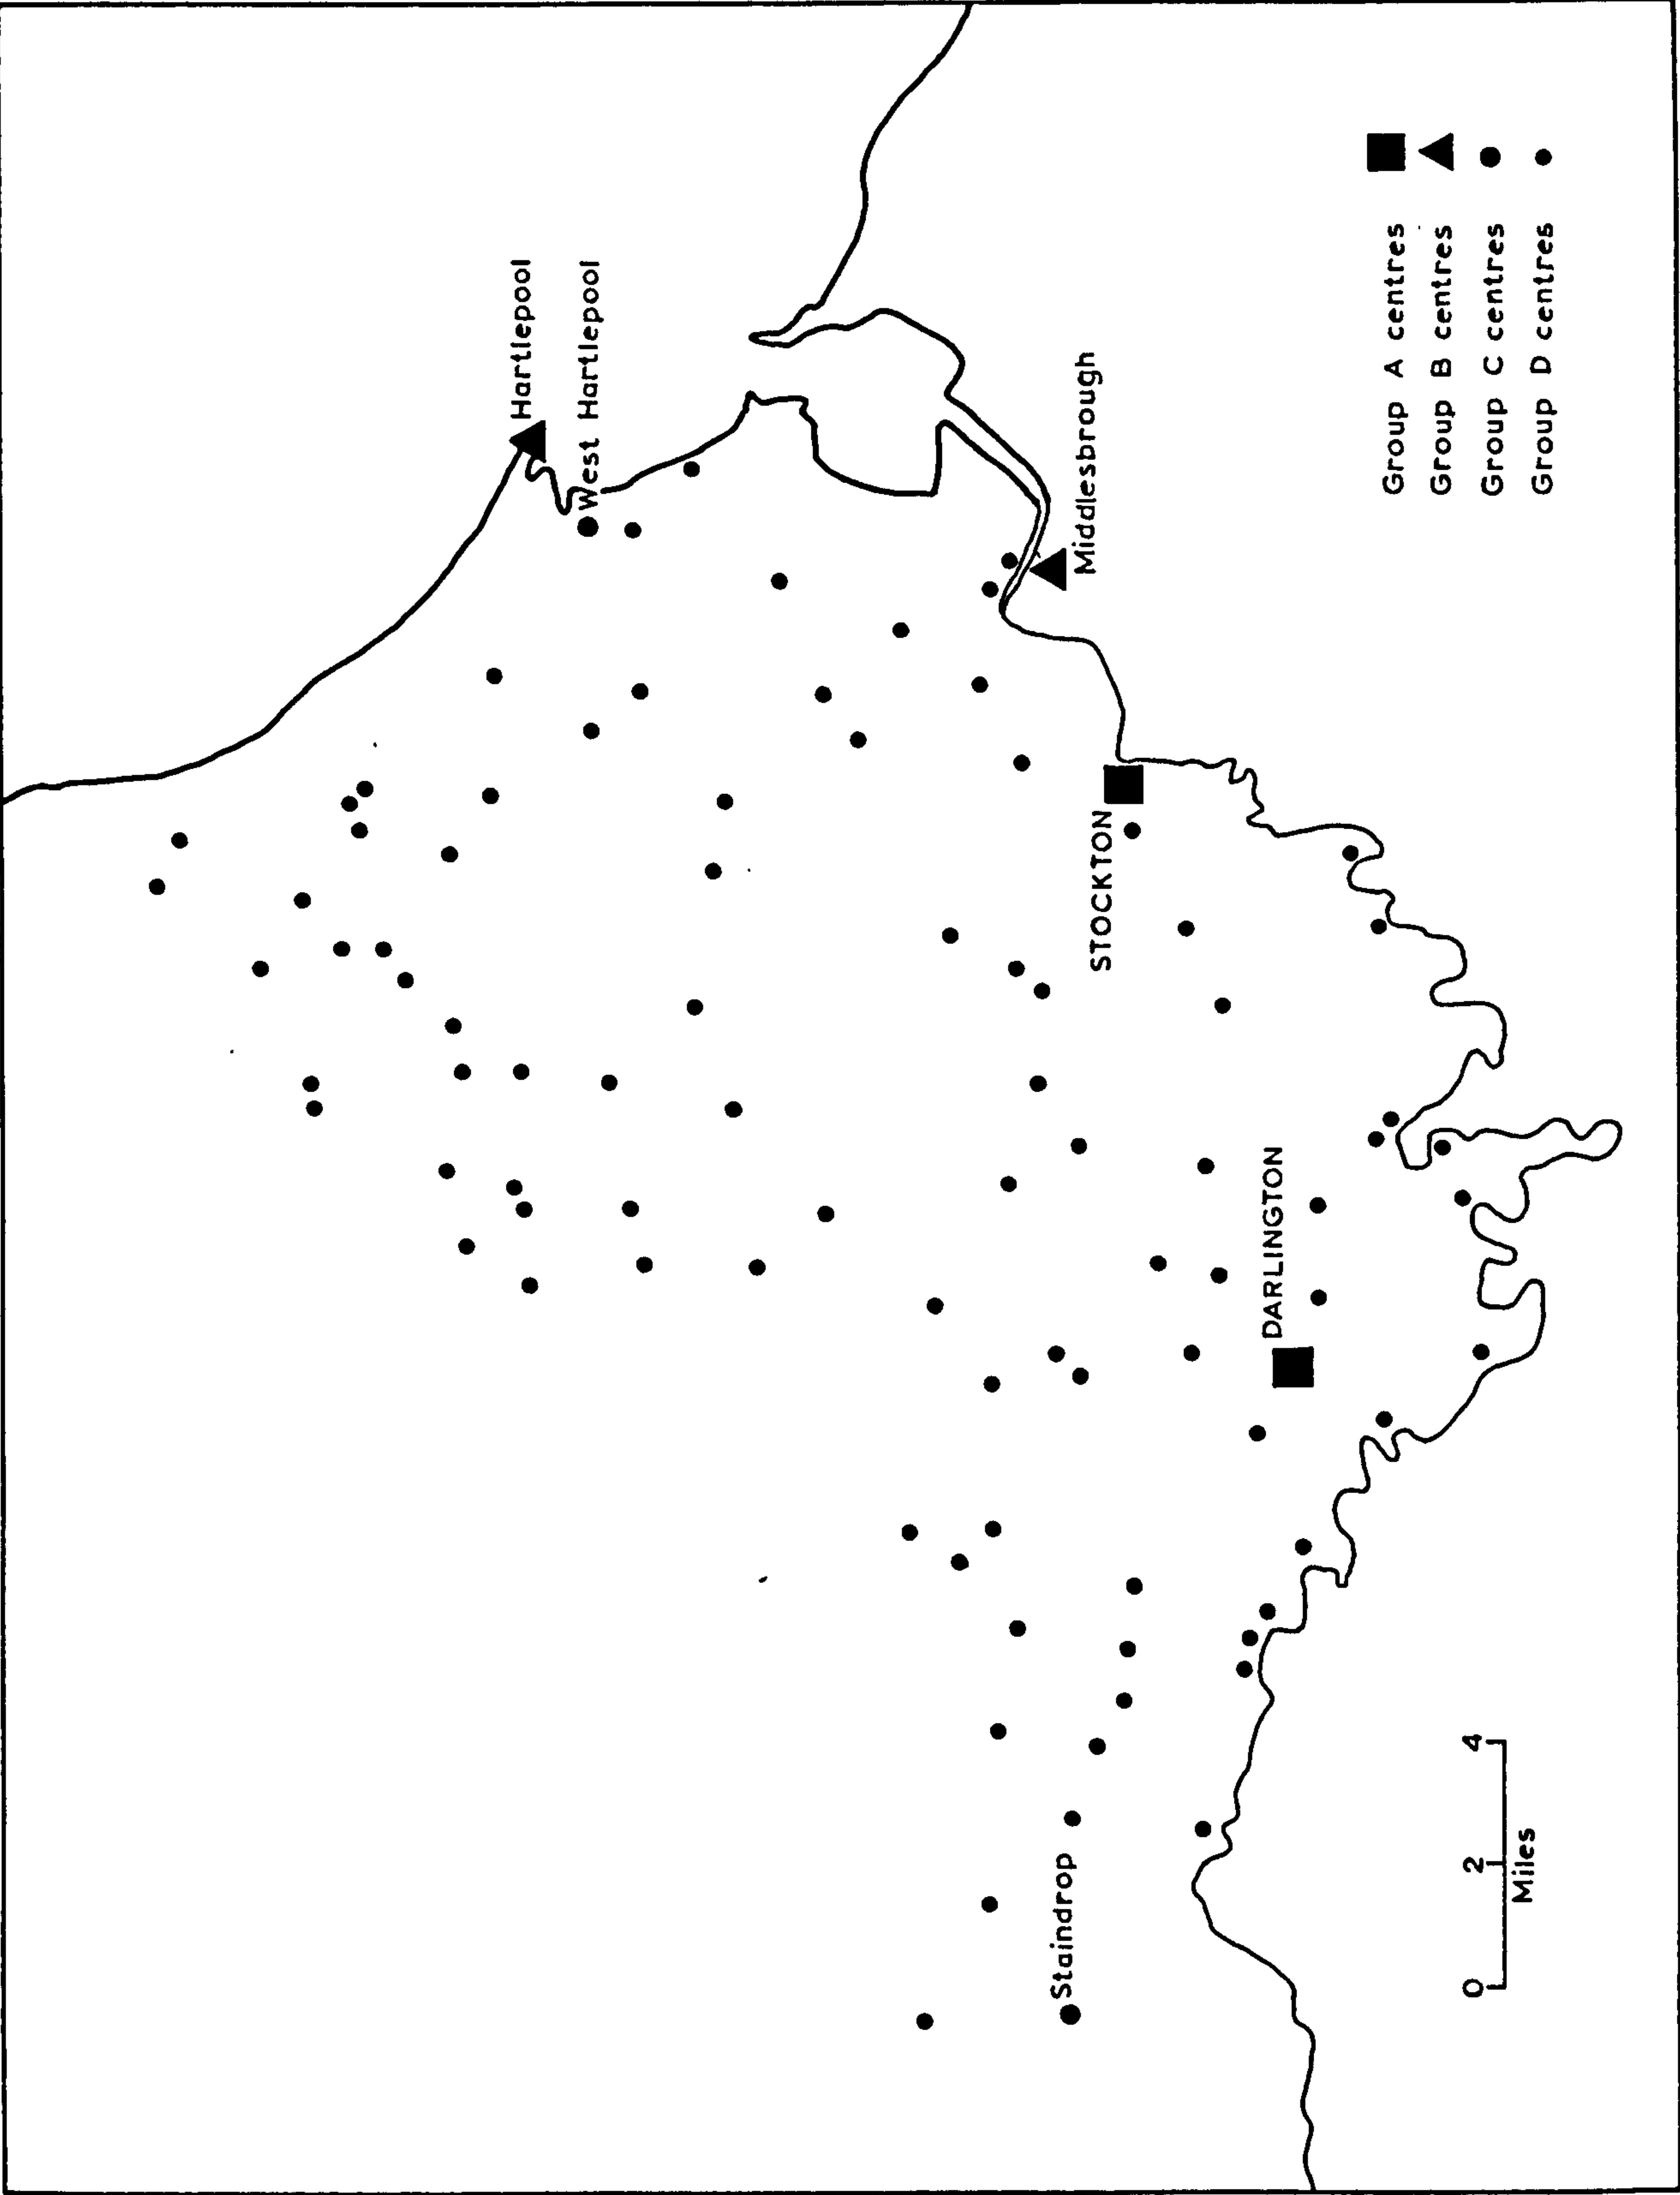 Hartlepool
West Hartlepool
Middlesbrough
STOCKTON
DARLINGTON
Staindrop
0 2 4
Miles
Group A centres
Group B centres
Group C centres
Group D centres